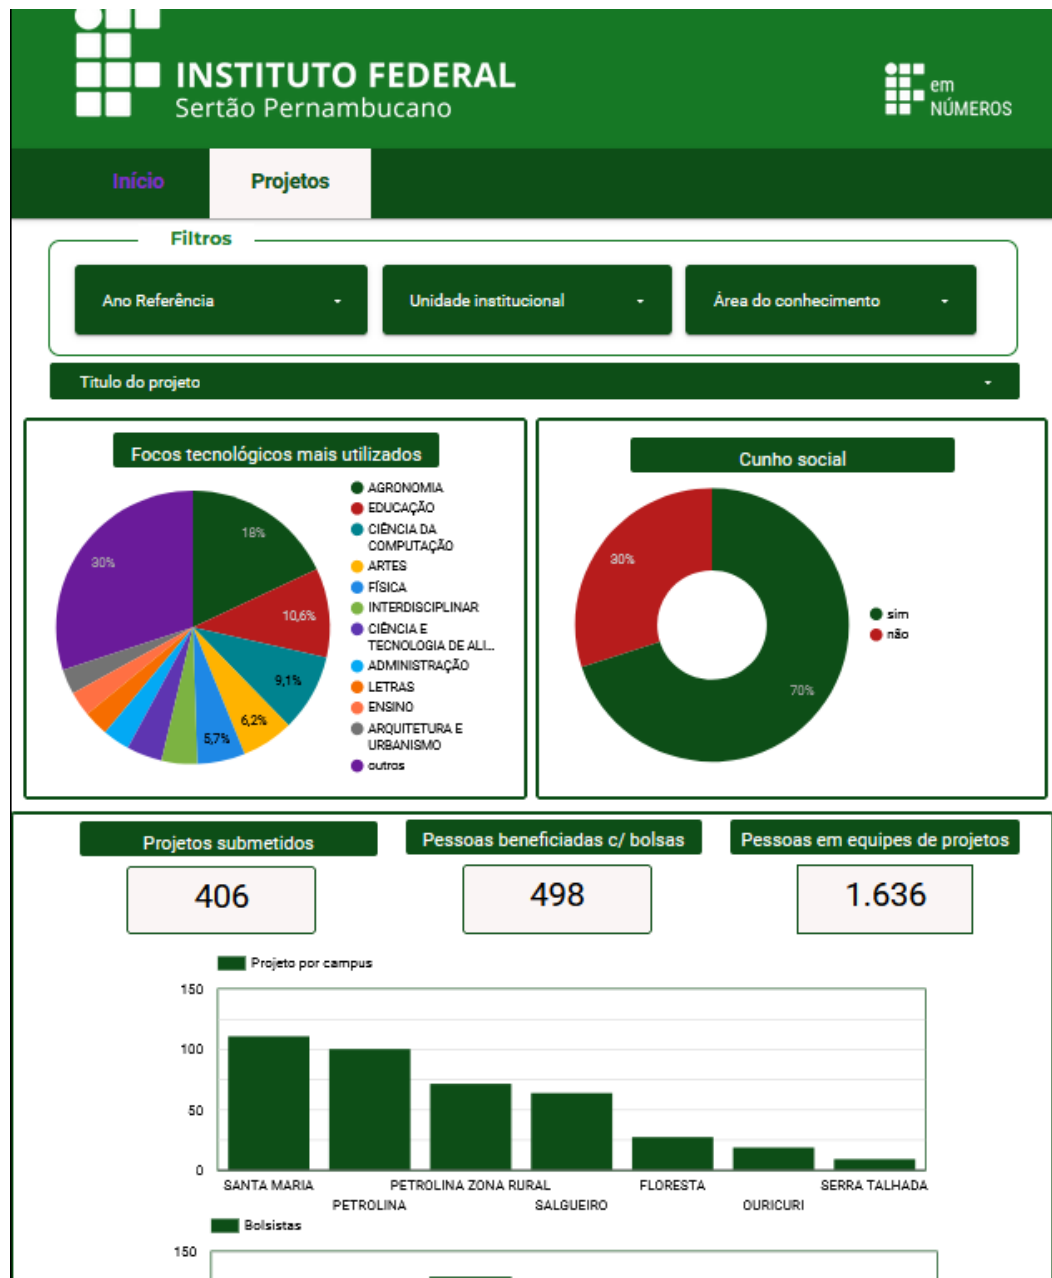 INSTITUTO FEDERAL
Sertão Pernambucano
em
NÚMEROS
Início
Projetos
Filtros
Ano Referência
Unidade institucional
Área do conhecimento
Titulo do projeto
Focos tecnológicos mais utilizados
18%
10,6%
9,1%
6,2%
5,7%
30%
AGRONOMIA
EDUCAÇÃO
CIÊNCIA DA
COMPUTAÇÃO
ARTES
FÍSICA
INTERDISCIPLINAR
CIÊNCIA E
TECNOLOGIA DE ALI...
ADMINISTRAÇÃO
LETRAS
ENSINO
ARQUITETURA E
URBANISMO
outros
Cunho social
30%
70%
sim
não
Projetos submetidos
406
Pessoas beneficiadas c/ bolsas
498
Pessoas em equipes de projetos
1.636
Projeto por campus
150
100
50
0
SANTA MARIA
PETROLINA
PETROLINA ZONA RURAL
SALGUEIRO
FLORESTA
OURICURI
SERRA TALHADA
Bolsistas
150